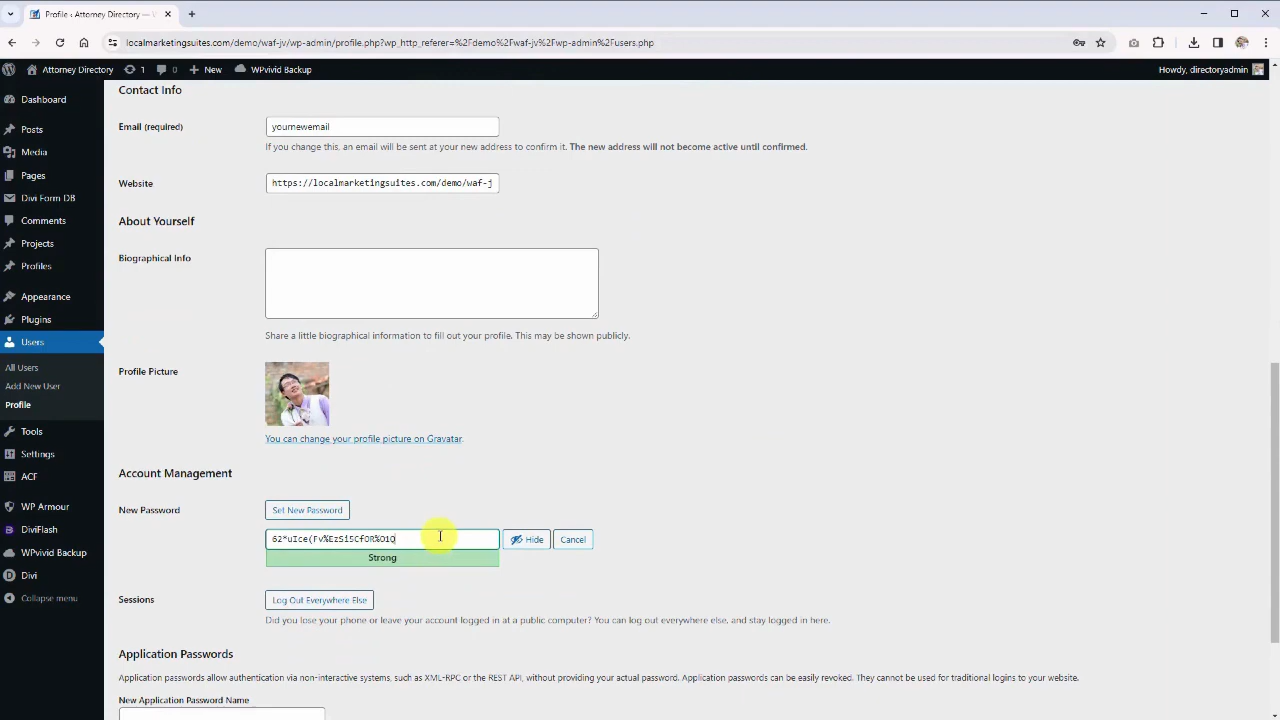 Profile ‹ Attorney Directory —
localmarketingsuites.com/demo/waf-jv/wp-admin/profile.php?wp_http_referer=%2Fdemo%2Fwaf-jv%2Fwp-admin%2Fusers.php
Attorney Directory 1 0 New WPvivid Backup Howdy, directoryadmin
Dashboard
Posts
Media
Pages
Divi Form DB
Comments
Projects
Profiles
Appearance
Plugins
Users
All Users
Add New User
Profile
Tools
Settings
ACF
WP Armour
DiviFlash
WPvivid Backup
Divi
Collapse menu
Contact Info
Email (required) yournewemail
If you change this, an email will be sent at your new address to confirm it. The new address will not become active until confirmed.
Website https://localmarketingsuites.com/demo/waf-j
About Yourself
Biographical Info
Share a little biographical information to fill out your profile. This may be shown publicly.
Profile Picture
You can change your profile picture on Gravatar.
Account Management
New Password Set New Password
Hide Cancel
Strong
Sessions Log Out Everywhere Else
Did you lose your phone or leave your account logged in at a public computer? You can log out everywhere else, and stay logged in here.
Application Passwords
Application passwords allow authentication via non-interactive systems, such as XML-RPC or the REST API, without providing your actual password. Application passwords can be easily revoked. They cannot be used for traditional logins to your website.
New Application Password Name